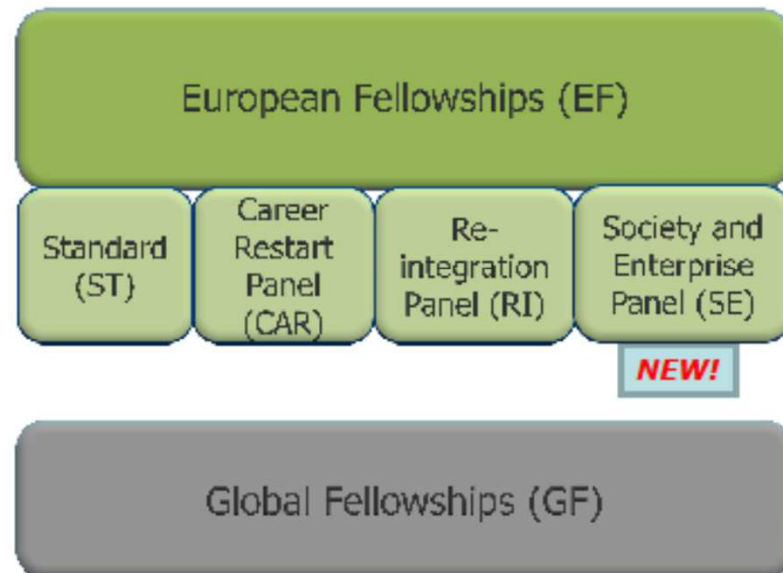 European Fellowships (EF)
Standard
(ST)
Career
Restart
Panel
(CAR)
Re-
integration
Panel (RI)
Society and
Enterprise
Panel (SE)
NEW!
Global Fellowships (GF)